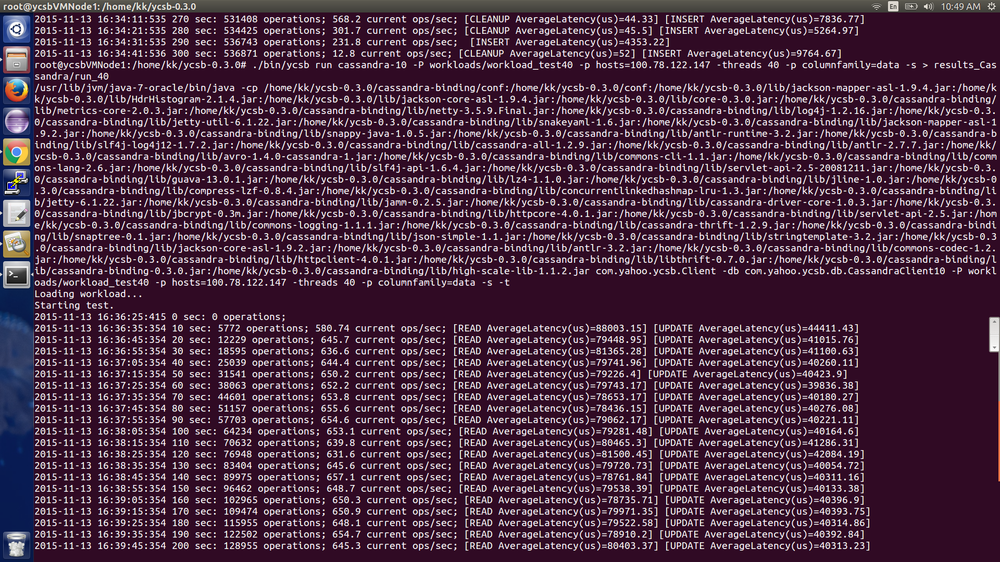 root@ycsbVMNode1: /home/kk/ycsb-0.3.0
En
10:49 AM
2015-11-13 16:34:11:535 270 sec: 531408 operations; 568.2 current ops/sec; [CLEANUP AverageLatency(us)=44.33] [INSERT AverageLatency(us)=7836.77]
2015-11-13 16:34:21:535 280 sec: 534425 operations; 301.7 current ops/sec; [CLEANUP AverageLatency(us)=45.5] [INSERT AverageLatency(us)=5264.97]
2015-11-13 16:34:31:535 290 sec: 536743 operations; 231.8 current ops/sec;  [INSERT AverageLatency(us)=4353.22]
2015-11-13 16:34:41:536 300 sec: 536871 operations; 12.8 current ops/sec; [CLEANUP AverageLatency(us)=52] [INSERT AverageLatency(us)=9764.67]
root@ycsbVMNode1:/home/kk/ycsb-0.3.0# ./bin/ycsb run cassandra-10 -P workloads/workload_test40 -p hosts=100.78.122.147 -threads 40 -p columnfamily=data -s > results_Cas
sandra/run_40
/usr/lib/jvm/java-7-oracle/bin/java -cp /home/kk/ycsb-0.3.0/cassandra-binding/conf:/home/kk/ycsb-0.3.0/conf:/home/kk/ycsb-0.3.0/lib/jackson-mapper-asl-1.9.4.jar:/home/k
k/ycsb-0.3.0/lib/HdrHistogram-2.1.4.jar:/home/kk/ycsb-0.3.0/lib/jackson-core-asl-1.9.4.jar:/home/kk/ycsb-0.3.0/lib/core-0.3.0.jar:/home/kk/ycsb-0.3.0/cassandra-binding/
lib/metrics-core-2.0.3.jar:/home/kk/ycsb-0.3.0/cassandra-binding/lib/netty-3.5.9.Final.jar:/home/kk/ycsb-0.3.0/cassandra-binding/lib/log4j-1.2.16.jar:/home/kk/ycsb-0.3.
0/cassandra-binding/lib/jetty-util-6.1.22.jar:/home/kk/ycsb-0.3.0/cassandra-binding/lib/snakeyaml-1.6.jar:/home/kk/ycsb-0.3.0/cassandra-binding/lib/jackson-mapper-asl-1
.9.2.jar:/home/kk/ycsb-0.3.0/cassandra-binding/lib/snappy-java-1.0.5.jar:/home/kk/ycsb-0.3.0/cassandra-binding/lib/antlr-runtime-3.2.jar:/home/kk/ycsb-0.3.0/cassandra-b
inding/lib/slf4j-log4j12-1.7.2.jar:/home/kk/ycsb-0.3.0/cassandra-binding/lib/cassandra-all-1.2.9.jar:/home/kk/ycsb-0.3.0/cassandra-binding/lib/antlr-2.7.7.jar:/home/kk/
ycsb-0.3.0/cassandra-binding/lib/avro-1.4.0-cassandra-1.jar:/home/kk/ycsb-0.3.0/cassandra-binding/lib/commons-cli-1.1.jar:/home/kk/ycsb-0.3.0/cassandra-binding/lib/comm
ons-lang-2.6.jar:/home/kk/ycsb-0.3.0/cassandra-binding/lib/slf4j-api-1.6.4.jar:/home/kk/ycsb-0.3.0/cassandra-binding/lib/servlet-api-2.5-20081211.jar:/home/kk/ycsb-0.3.
0/cassandra-binding/lib/guava-13.0.1.jar:/home/kk/ycsb-0.3.0/cassandra-binding/lib/lz4-1.1.0.jar:/home/kk/ycsb-0.3.0/cassandra-binding/lib/jline-1.0.jar:/home/kk/ycsb-0
.3.0/cassandra-binding/lib/compress-lzf-0.8.4.jar:/home/kk/ycsb-0.3.0/cassandra-binding/lib/concurrentlinkedhashmap-lru-1.3.jar:/home/kk/ycsb-0.3.0/cassandra-binding/li
b/jetty-6.1.22.jar:/home/kk/ycsb-0.3.0/cassandra-binding/lib/jamm-0.2.5.jar:/home/kk/ycsb-0.3.0/cassandra-binding/lib/cassandra-driver-core-1.0.3.jar:/home/kk/ycsb-0.3.
0/cassandra-binding/lib/jbcrypt-0.3m.jar:/home/kk/ycsb-0.3.0/cassandra-binding/lib/httpcore-4.0.1.jar:/home/kk/ycsb-0.3.0/cassandra-binding/lib/servlet-api-2.5.jar:/hom
e/kk/ycsb-0.3.0/cassandra-binding/lib/commons-logging-1.1.1.jar:/home/kk/ycsb-0.3.0/cassandra-binding/lib/cassandra-thrift-1.2.9.jar:/home/kk/ycsb-0.3.0/cassandra-bindi
ng/lib/snaptree-0.1.jar:/home/kk/ycsb-0.3.0/cassandra-binding/lib/json-simple-1.1.jar:/home/kk/ycsb-0.3.0/cassandra-binding/lib/stringtemplate-3.2.jar:/home/kk/ycsb-0.3
.0/cassandra-binding/lib/jackson-core-asl-1.9.2.jar:/home/kk/ycsb-0.3.0/cassandra-binding/lib/antlr-3.2.jar:/home/kk/ycsb-0.3.0/cassandra-binding/lib/commons-codec-1.2.
jar:/home/kk/ycsb-0.3.0/cassandra-binding/lib/httpclient-4.0.1.jar:/home/kk/ycsb-0.3.0/cassandra-binding/lib/libthrift-0.7.0.jar:/home/kk/ycsb-0.3.0/cassandra-binding/l
ib/cassandra-binding-0.3.0.jar:/home/kk/ycsb-0.3.0/cassandra-binding/lib/high-scale-lib-1.1.2.jar com.yahoo.ycsb.Client -db com.yahoo.ycsb.db.CassandraClient10 -P workl
oads/workload_test40 -p hosts=100.78.122.147 -threads 40 -p columnfamily=data -s -t
Loading workload...
Starting test.
2015-11-13 16:36:25:415 0 sec: 0 operations;
2015-11-13 16:36:35:354 10 sec: 5772 operations; 580.74 current ops/sec; [READ AverageLatency(us)=88003.15] [UPDATE AverageLatency(us)=44411.43]
2015-11-13 16:36:45:354 20 sec: 12229 operations; 645.7 current ops/sec; [READ AverageLatency(us)=79448.95] [UPDATE AverageLatency(us)=41015.76]
2015-11-13 16:36:55:354 30 sec: 18595 operations; 636.6 current ops/sec; [READ AverageLatency(us)=81365.28] [UPDATE AverageLatency(us)=41100.63]
2015-11-13 16:37:05:354 40 sec: 25039 operations; 644.4 current ops/sec; [READ AverageLatency(us)=79741.96] [UPDATE AverageLatency(us)=40260.11]
2015-11-13 16:37:15:354 50 sec: 31541 operations; 650.2 current ops/sec; [READ AverageLatency(us)=79226.4] [UPDATE AverageLatency(us)=40423.9]
2015-11-13 16:37:25:354 60 sec: 38063 operations; 652.2 current ops/sec; [READ AverageLatency(us)=79743.17] [UPDATE AverageLatency(us)=39836.38]
2015-11-13 16:37:35:354 70 sec: 44601 operations; 653.8 current ops/sec; [READ AverageLatency(us)=78653.17] [UPDATE AverageLatency(us)=40180.27]
2015-11-13 16:37:45:354 80 sec: 51157 operations; 655.6 current ops/sec; [READ AverageLatency(us)=78436.15] [UPDATE AverageLatency(us)=40276.08]
2015-11-13 16:37:55:354 90 sec: 57703 operations; 654.6 current ops/sec; [READ AverageLatency(us)=79062.17] [UPDATE AverageLatency(us)=40221.11]
2015-11-13 16:38:05:354 100 sec: 64234 operations; 653.1 current ops/sec; [READ AverageLatency(us)=79281.48] [UPDATE AverageLatency(us)=40164.6]
2015-11-13 16:38:15:354 110 sec: 70632 operations; 639.8 current ops/sec; [READ AverageLatency(us)=80465.3] [UPDATE AverageLatency(us)=41286.31]
2015-11-13 16:38:25:354 120 sec: 76948 operations; 631.6 current ops/sec; [READ AverageLatency(us)=81500.45] [UPDATE AverageLatency(us)=42084.19]
2015-11-13 16:38:35:354 130 sec: 83404 operations; 645.6 current ops/sec; [READ AverageLatency(us)=79720.73] [UPDATE AverageLatency(us)=40054.72]
2015-11-13 16:38:45:354 140 sec: 89975 operations; 657.1 current ops/sec; [READ AverageLatency(us)=78761.84] [UPDATE AverageLatency(us)=40311.16]
2015-11-13 16:38:55:354 150 sec: 96462 operations; 648.7 current ops/sec; [READ AverageLatency(us)=79538.39] [UPDATE AverageLatency(us)=40133.38]
2015-11-13 16:39:05:354 160 sec: 102965 operations; 650.3 current ops/sec; [READ AverageLatency(us)=78735.71] [UPDATE AverageLatency(us)=40396.9]
2015-11-13 16:39:15:354 170 sec: 109474 operations; 650.9 current ops/sec; [READ AverageLatency(us)=79971.35] [UPDATE AverageLatency(us)=40393.75]
2015-11-13 16:39:25:354 180 sec: 115955 operations; 648.1 current ops/sec; [READ AverageLatency(us)=79522.58] [UPDATE AverageLatency(us)=40314.86]
2015-11-13 16:39:35:354 190 sec: 122502 operations; 654.7 current ops/sec; [READ AverageLatency(us)=78910.2] [UPDATE AverageLatency(us)=40392.84]
2015-11-13 16:39:45:354 200 sec: 128955 operations; 645.3 current ops/sec; [READ AverageLatency(us)=80403.37] [UPDATE AverageLatency(us)=40313.23]